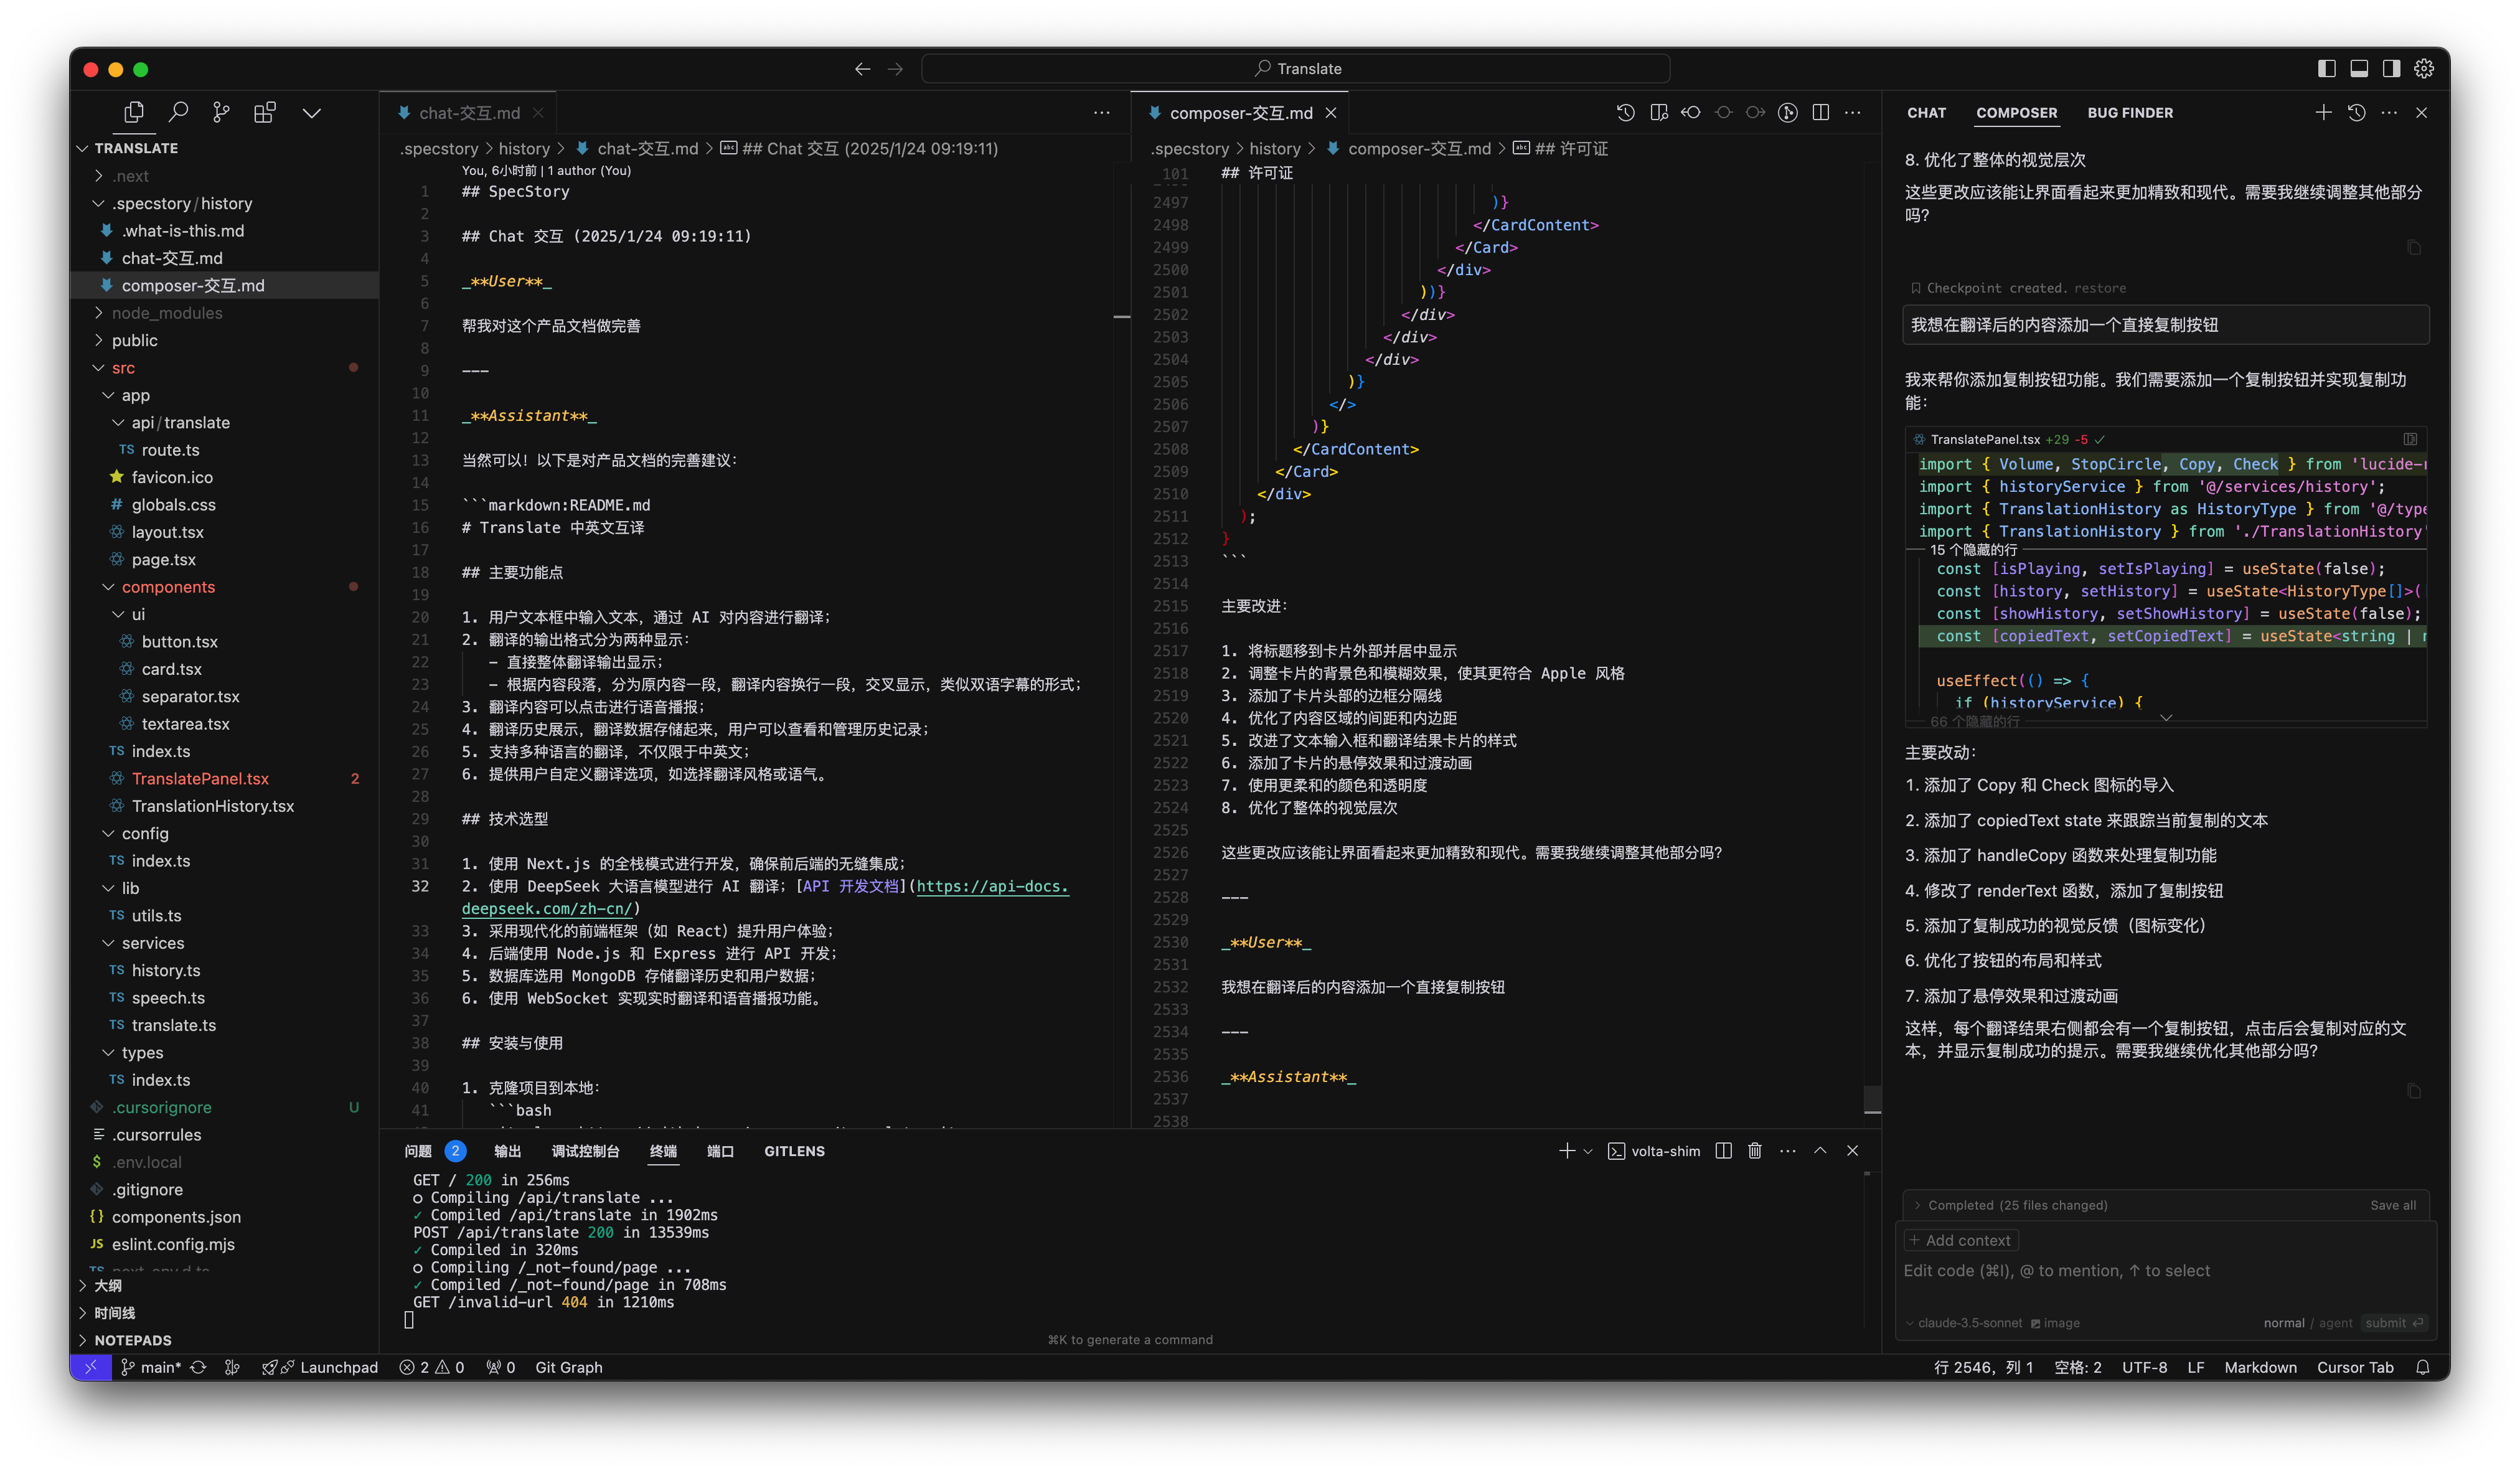 Translate
TRANSLATE
.next
.specstory/history
.what-is-this.md
chat-交互.md
composer-交互.md
node_modules
public
src
app
api/translate
TS route.ts
favicon.ico
# globals.css
layout.tsx
page.tsx
components
ui
button.tsx
card.tsx
separator.tsx
textarea.tsx
TS index.ts
TranslatePanel.tsx 2
TranslationHistory.tsx
config
TS index.ts
lib
TS utils.ts
services
TS history.ts
TS speech.ts
TS translate.ts
types
TS index.ts
.cursorignore U
.cursorrules
$ .env.local
.gitignore
{} components.json
JS eslint.config.mjs
TS next-env.d.ts
大纲
时间线
NOTEPADS
chat-交互.md
.specstory > history > chat-交互.md > ## Chat 交互 (2025/1/24 09:19:11)
You, 6小时前 | 1 author (You)
1 ## SpecStory
2
3 ## Chat 交互 (2025/1/24 09:19:11)
4
5 _**User**_
6
7 帮我对这个产品文档做完善
8
9 ---
10
11 _**Assistant**_
12
13 当然可以！以下是对产品文档的完善建议：
14
15 ```markdown:README.md
16 # Translate 中英文互译
17
18 ## 主要功能点
19
20 1. 用户文本框中输入文本，通过 AI 对内容进行翻译；
21 2. 翻译的输出格式分为两种显示：
22 - 直接整体翻译输出显示；
23 - 根据内容段落，分为原内容一段，翻译内容换行一段，交叉显示，类似双语字幕的形式；
24 3. 翻译内容可以点击进行语音播报；
25 4. 翻译历史展示，翻译数据存储起来，用户可以查看和管理历史记录；
26 5. 支持多种语言的翻译，不仅限于中英文；
27 6. 提供用户自定义翻译选项，如选择翻译风格或语气。
28
29 ## 技术选型
30
31 1. 使用 Next.js 的全栈模式进行开发，确保前后端的无缝集成；
32 2. 使用 DeepSeek 大语言模型进行 AI 翻译；[API 开发文档](https://api-docs.
deepseek.com/zh-cn/)
33 3. 采用现代化的前端框架（如 React）提升用户体验；
34 4. 后端使用 Node.js 和 Express 进行 API 开发；
35 5. 数据库选用 MongoDB 存储翻译历史和用户数据；
36 6. 使用 WebSocket 实现实时翻译和语音播报功能。
37
38 ## 安装与使用
39
40 1. 克隆项目到本地：
41 ```bash
composer-交互.md
.specstory > history > composer-交互.md > ## 许可证
101 ## 许可证
2497 )}
2498 </CardContent>
2499 </Card>
2500 </div>
2501 ))}
2502 </div>
2503 </div>
2504 </div>
2505 )}
2506 </>
2507 )}
2508 </CardContent>
2509 </Card>
2510 </div>
2511 );
2512 }
2513 ```
2514
2515 主要改进：
2516
2517 1. 将标题移到卡片外部并居中显示
2518 2. 调整卡片的背景色和模糊效果，使其更符合 Apple 风格
2519 3. 添加了卡片头部的边框分隔线
2520 4. 优化了内容区域的间距和内边距
2521 5. 改进了文本输入框和翻译结果卡片的样式
2522 6. 添加了卡片的悬停效果和过渡动画
2523 7. 使用更柔和的颜色和透明度
2524 8. 优化了整体的视觉层次
2525
2526 这些更改应该能让界面看起来更加精致和现代。需要我继续调整其他部分吗？
2527
2528 ---
2529
2530 _**User**_
2531
2532 我想在翻译后的内容添加一个直接复制按钮
2533
2534 ---
2535
2536 _**Assistant**_
2537
2538
问题 2 输出 调试控制台 终端 端口 GITLENS
volta-shim
GET / 200 in 256ms
○ Compiling /api/translate ...
✓ Compiled /api/translate in 1902ms
POST /api/translate 200 in 13539ms
✓ Compiled in 320ms
○ Compiling /_not-found/page ...
✓ Compiled /_not-found/page in 708ms
GET /invalid-url 404 in 1210ms
⌘K to generate a command
CHAT COMPOSER BUG FINDER
8. 优化了整体的视觉层次
这些更改应该能让界面看起来更加精致和现代。需要我继续调整其他部分
吗？
Checkpoint created. restore
我想在翻译后的内容添加一个直接复制按钮
我来帮你添加复制按钮功能。我们需要添加一个复制按钮并实现复制功
能：
TranslatePanel.tsx +29 -5 ✓
import { Volume, StopCircle, Copy, Check } from 'lucide-r
import { historyService } from '@/services/history';
import { TranslationHistory as HistoryType } from '@/type
import { TranslationHistory } from './TranslationHistory'
15 个隐藏的行
const [isPlaying, setIsPlaying] = useState(false);
const [history, setHistory] = useState<HistoryType[]>(
const [showHistory, setShowHistory] = useState(false);
const [copiedText, setCopiedText] = useState<string | n
useEffect(() => {
if (historyService) {
66 个隐藏的行
主要改动：
1. 添加了 Copy 和 Check 图标的导入
2. 添加了 copiedText state 来跟踪当前复制的文本
3. 添加了 handleCopy 函数来处理复制功能
4. 修改了 renderText 函数，添加了复制按钮
5. 添加了复制成功的视觉反馈（图标变化）
6. 优化了按钮的布局和样式
7. 添加了悬停效果和过渡动画
这样，每个翻译结果右侧都会有一个复制按钮，点击后会复制对应的文
本，并显示复制成功的提示。需要我继续优化其他部分吗？
Completed (25 files changed) Save all
+ Add context
Edit code (⌘I), @ to mention, ↑ to select
claude-3.5-sonnet image normal / agent submit
main* Launchpad 2 0 0 Git Graph
行 2546，列 1 空格: 2 UTF-8 LF Markdown Cursor Tab